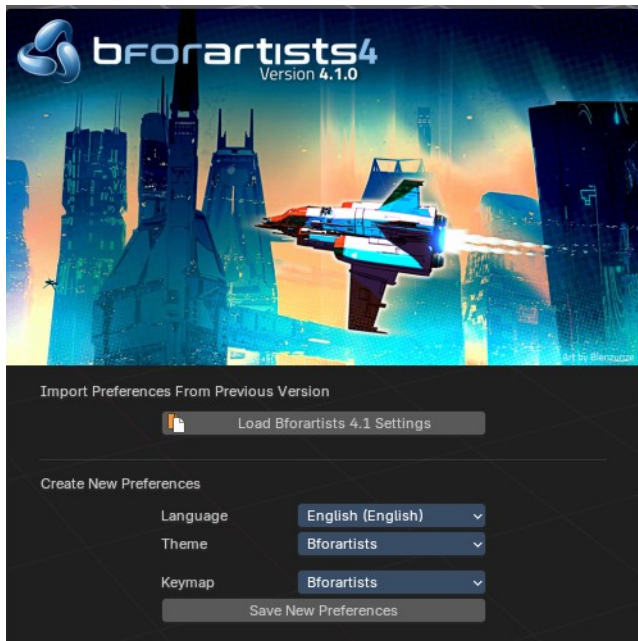 bforartists4
Version 4.1.0
Art by Blenzunze
Import Preferences From Previous Version
Load Bforartists 4.1 Settings
Create New Preferences
Language English (English)
Theme Bforartists
Keymap Bforartists
Save New Preferences